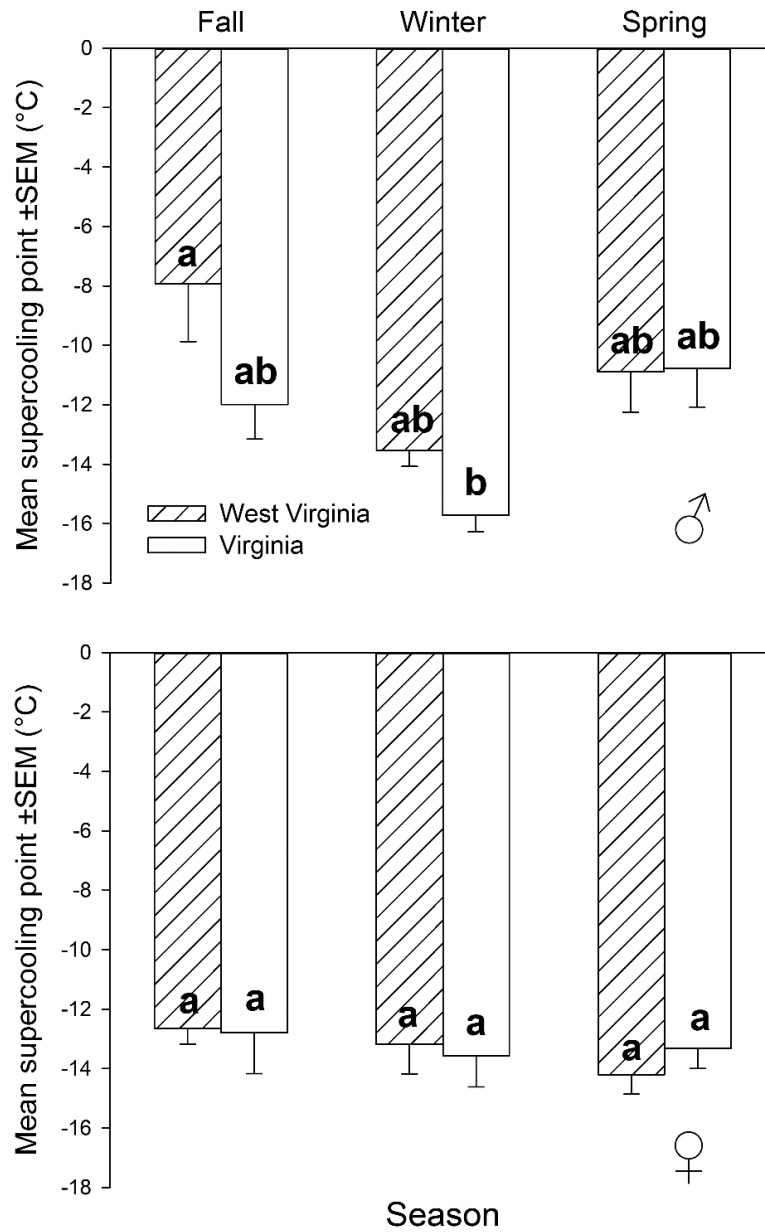 Fall Winter Spring
Mean supercooling point ±SEM (°C)
0
-2
-4
-6
-8
-10
-12
-14
-16
-18
a
ab
ab
b
ab
ab
West Virginia
Virginia
♂
Mean supercooling point ±SEM (°C)
0
-2
-4
-6
-8
-10
-12
-14
-16
-18
a
a
a
a
a
a
♀
Season